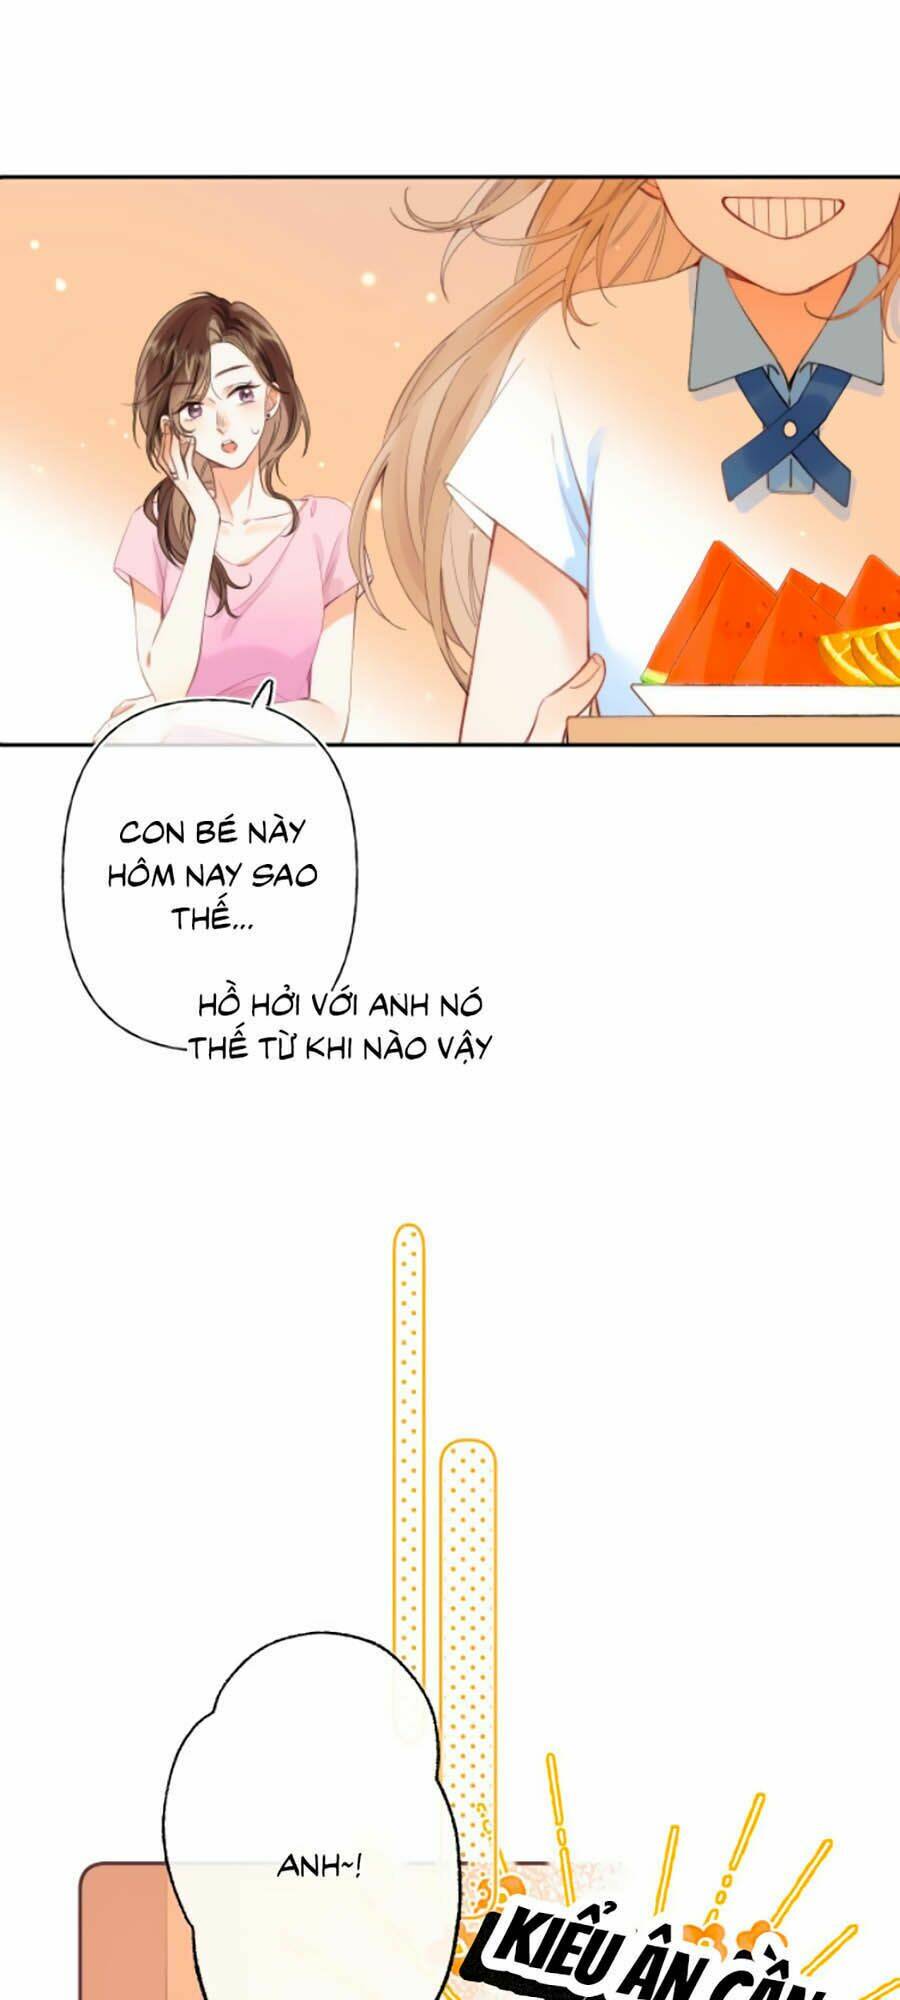 CON BÉ NÀY
HÔM NAY SAO
THẾ...
HỒ HỞI VỚI ANH NÓ
THẾ TỪ KHI NÀO VẬY
ANH~!
KIỂU ÂN CẦN